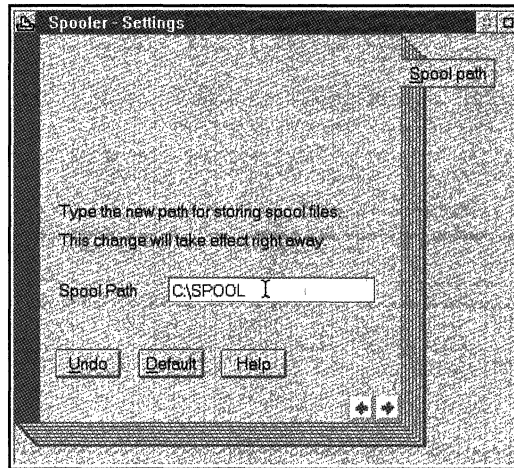 Spooler - Settings
Spool path
Type the new path for storing spool files.
This change will take effect right away.
Spool Path C:\SPOOL
Undo Default Help